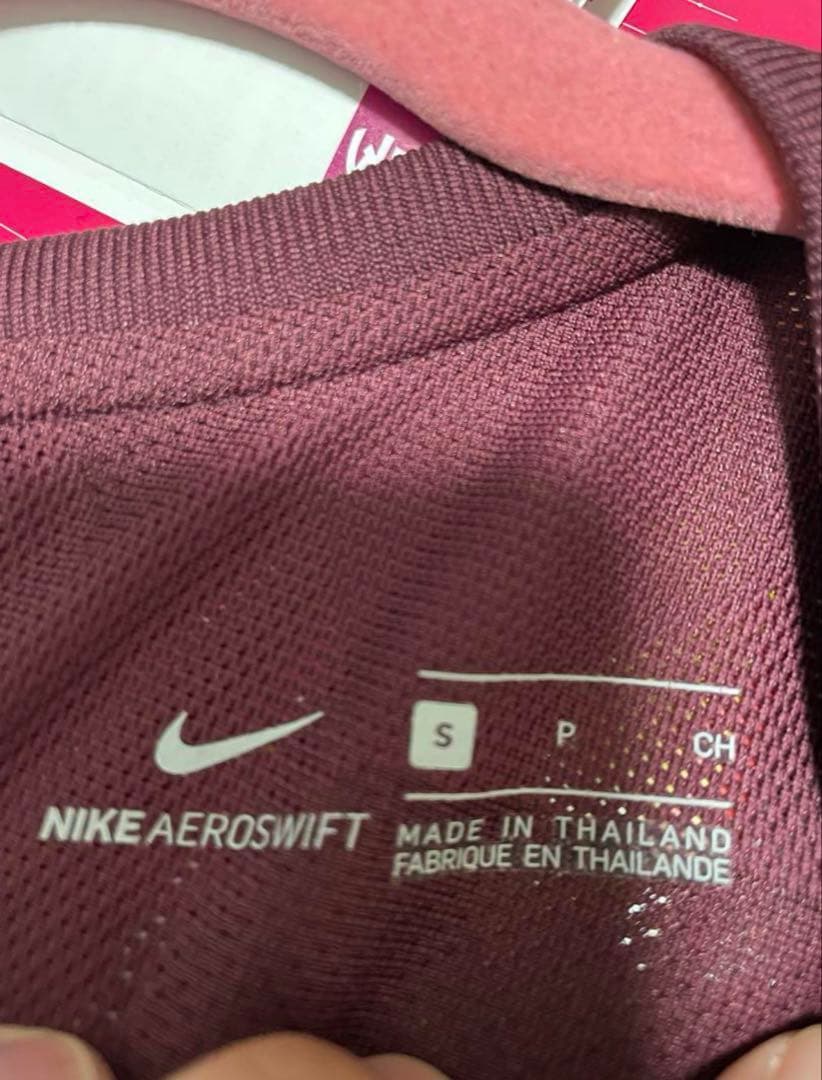 S P CH
NIKE AEROSWIFT
MADE IN THAILAND
FABRIQUE EN THAILANDE